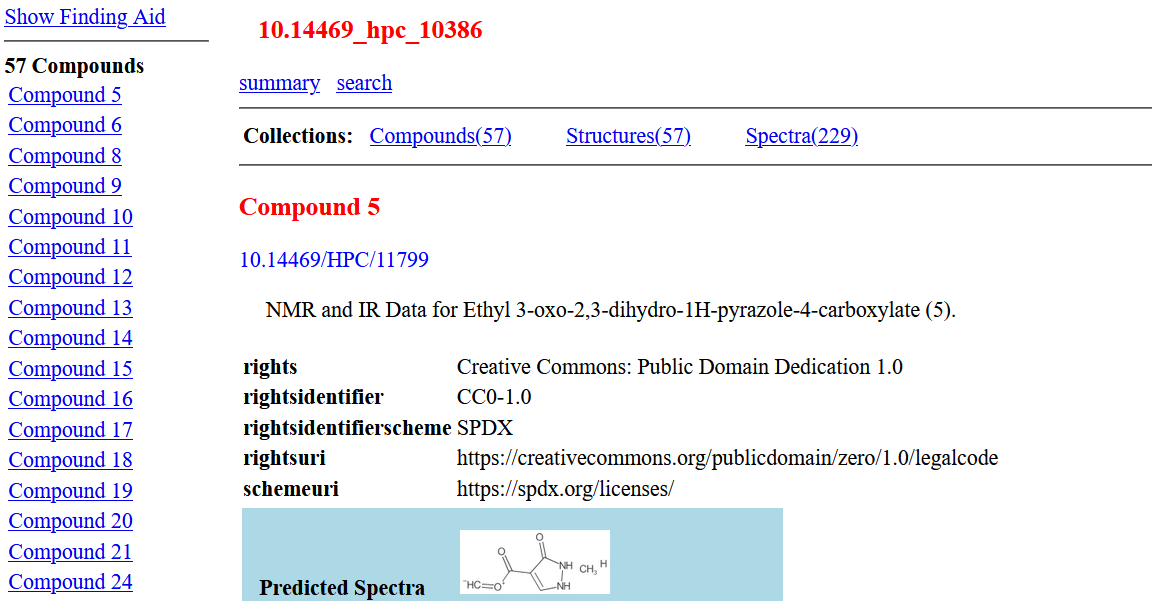 Show Finding Aid
57 Compounds
Compound 5
Compound 6
Compound 8
Compound 9
Compound 10
Compound 11
Compound 12
Compound 13
Compound 14
Compound 15
Compound 16
Compound 17
Compound 18
Compound 19
Compound 20
Compound 21
Compound 24
10.14469_hpc_10386
summary search
Collections: Compounds(57) Structures(57) Spectra(229)
Compound 5
10.14469/HPC/11799
NMR and IR Data for Ethyl 3-oxo-2,3-dihydro-1H-pyrazole-4-carboxylate (5).
rights Creative Commons: Public Domain Dedication 1.0
rightsidentifier CC0-1.0
rightsidentifierscheme SPDX
rightsuri https://creativecommons.org/publicdomain/zero/1.0/legalcode
schemeuri https://spdx.org/licenses/
Predicted Spectra
O
O
NH CH3 H
-HC=O+ NH